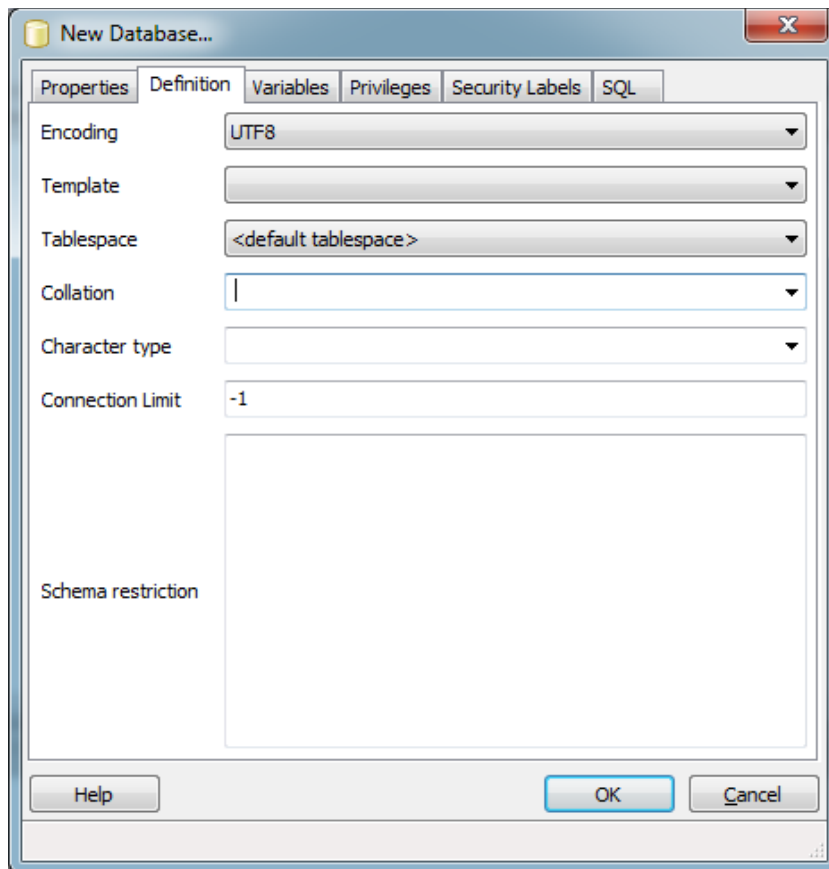 New Database...
Properties Definition Variables Privileges Security Labels SQL
Encoding UTF8
Template
Tablespace <default tablespace>
Collation
Character type
Connection Limit -1
Schema restriction
Help OK Cancel